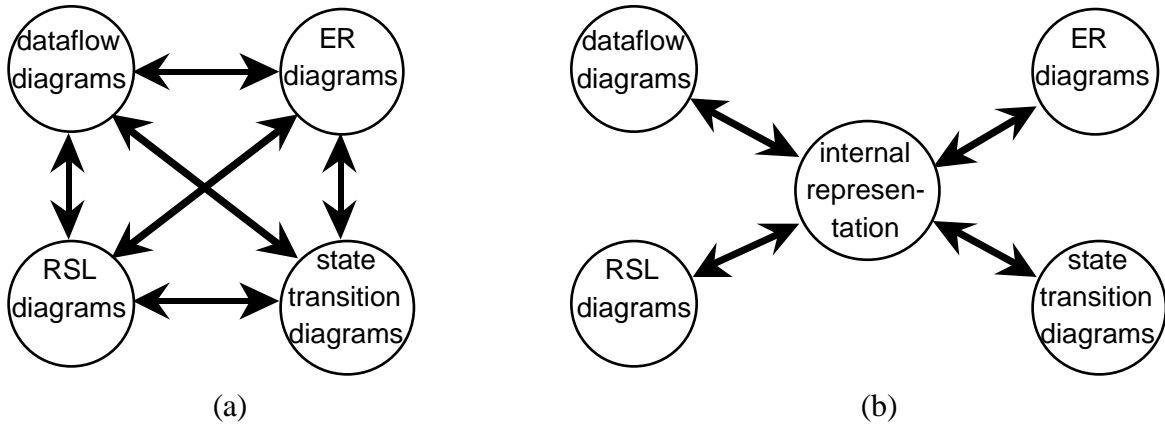 dataflow
diagrams
ER
diagrams
RSL
diagrams
state
transition
diagrams
(a)
dataflow
diagrams
ER
diagrams
internal
represen-
tation
RSL
diagrams
state
transition
diagrams
(b)